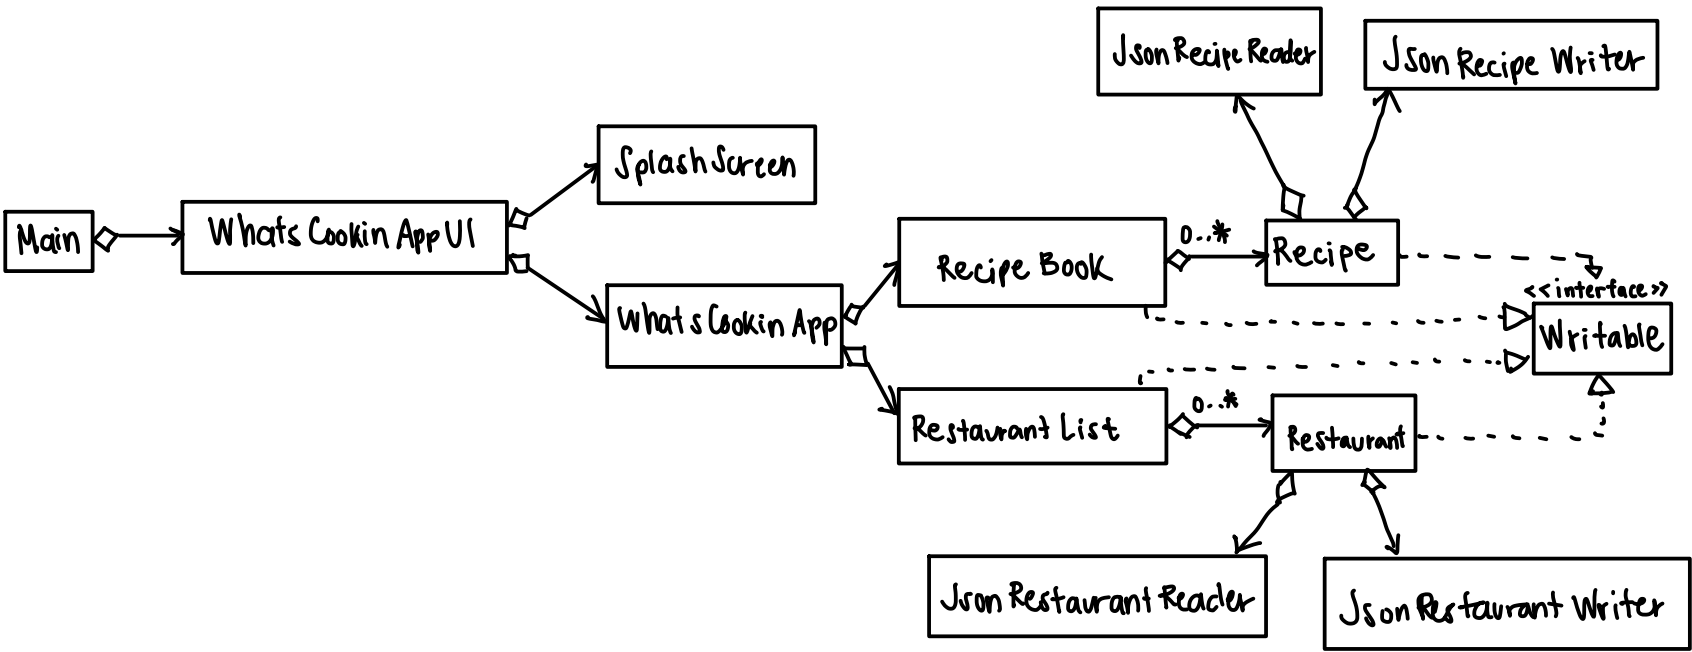 Json Recipe Reader
Json Recipe Writer
Splash Screen
Main
Whats Cookin App UI
Recipe Book
0..*
Recipe
<<interface>>
Writable
Whats Cookin App
Restaurant List
0..*
Restaurant
Json Restaurant Reader
Json Restaurant Writer